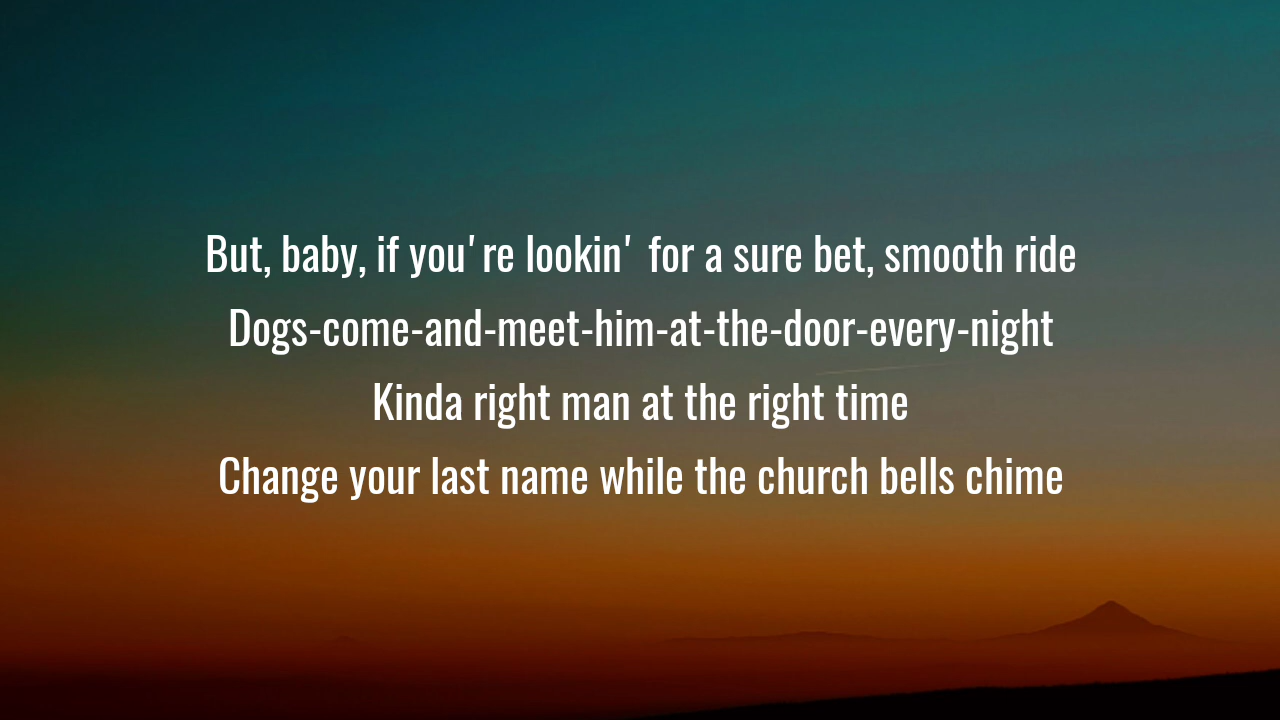 But, baby, if you're lookin' for a sure bet, smooth ride
Dogs-come-and-meet-him-at-the-door-every-night
Kinda right man at the right time
Change your last name while the church bells chime